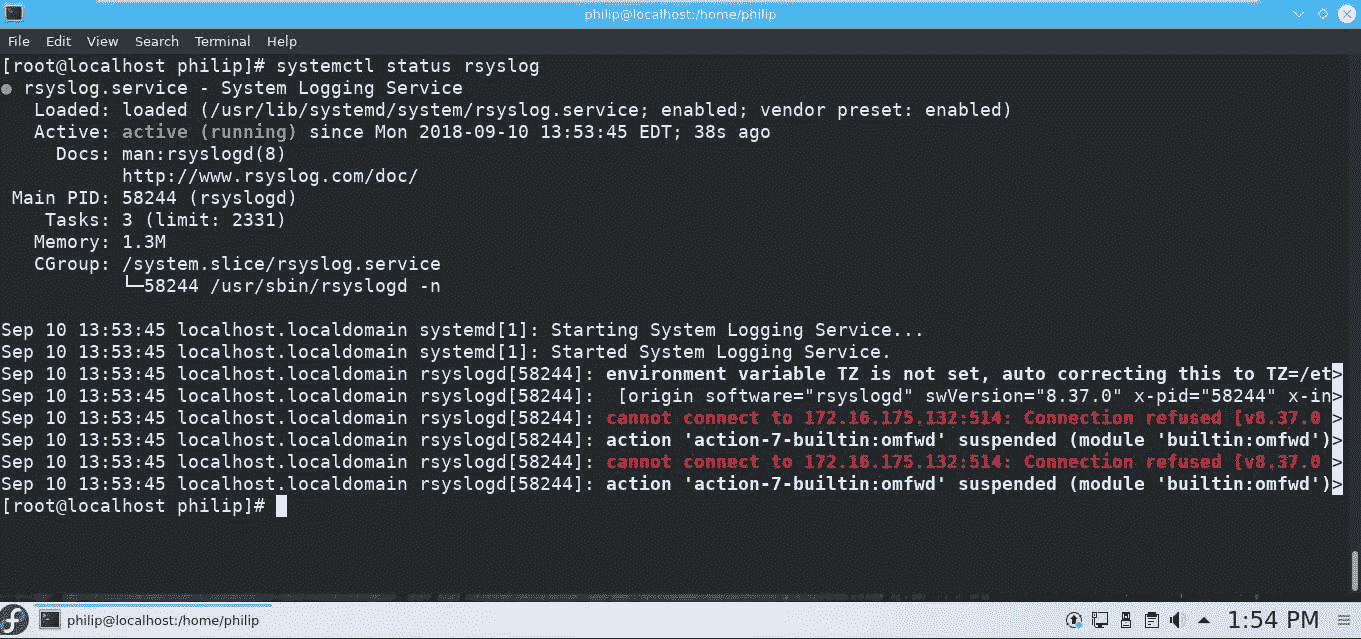 philip@localhost:/home/philip
File Edit View Search Terminal Help
[root@localhost philip]# systemctl status rsyslog
● rsyslog.service - System Logging Service
   Loaded: loaded (/usr/lib/systemd/system/rsyslog.service; enabled; vendor preset: enabled)
   Active: active (running) since Mon 2018-09-10 13:53:45 EDT; 38s ago
     Docs: man:rsyslogd(8)
           http://www.rsyslog.com/doc/
 Main PID: 58244 (rsyslogd)
    Tasks: 3 (limit: 2331)
   Memory: 1.3M
   CGroup: /system.slice/rsyslog.service
           └─58244 /usr/sbin/rsyslogd -n
Sep 10 13:53:45 localhost.localdomain systemd[1]: Starting System Logging Service...
Sep 10 13:53:45 localhost.localdomain systemd[1]: Started System Logging Service.
Sep 10 13:53:45 localhost.localdomain rsyslogd[58244]: environment variable TZ is not set, auto correcting this to TZ=/et>
Sep 10 13:53:45 localhost.localdomain rsyslogd[58244]:  [origin software="rsyslogd" swVersion="8.37.0" x-pid="58244" x-in>
Sep 10 13:53:45 localhost.localdomain rsyslogd[58244]: cannot connect to 172.16.175.132:514: Connection refused [v8.37.0 >
Sep 10 13:53:45 localhost.localdomain rsyslogd[58244]: action 'action-7-builtin:omfwd' suspended (module 'builtin:omfwd')>
Sep 10 13:53:45 localhost.localdomain rsyslogd[58244]: cannot connect to 172.16.175.132:514: Connection refused [v8.37.0 >
Sep 10 13:53:45 localhost.localdomain rsyslogd[58244]: action 'action-7-builtin:omfwd' suspended (module 'builtin:omfwd')>
[root@localhost philip]#
philip@localhost:/home/philip
1:54 PM